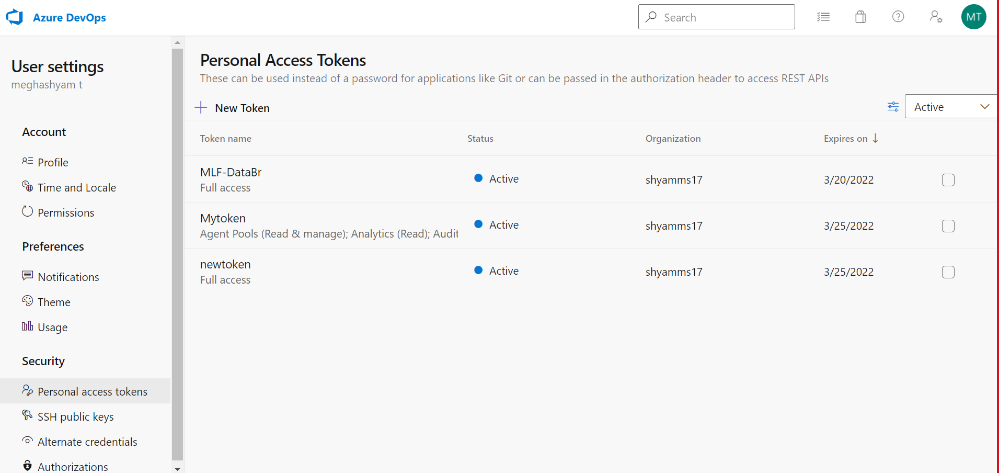 Azure DevOps
Search
MT
User settings
meghashyam t
Account
Profile
Time and Locale
Permissions
Preferences
Notifications
Theme
Usage
Security
Personal access tokens
SSH public keys
Alternate credentials
Authorizations
Personal Access Tokens
These can be used instead of a password for applications like Git or can be passed in the authorization header to access REST APIs
New Token
Active
Token name Status Organization Expires on
MLF-DataBr
Full access
Active shyamms17 3/20/2022
Mytoken
Agent Pools (Read & manage); Analytics (Read); Audit
Active shyamms17 3/25/2022
newtoken
Full access
Active shyamms17 3/25/2022